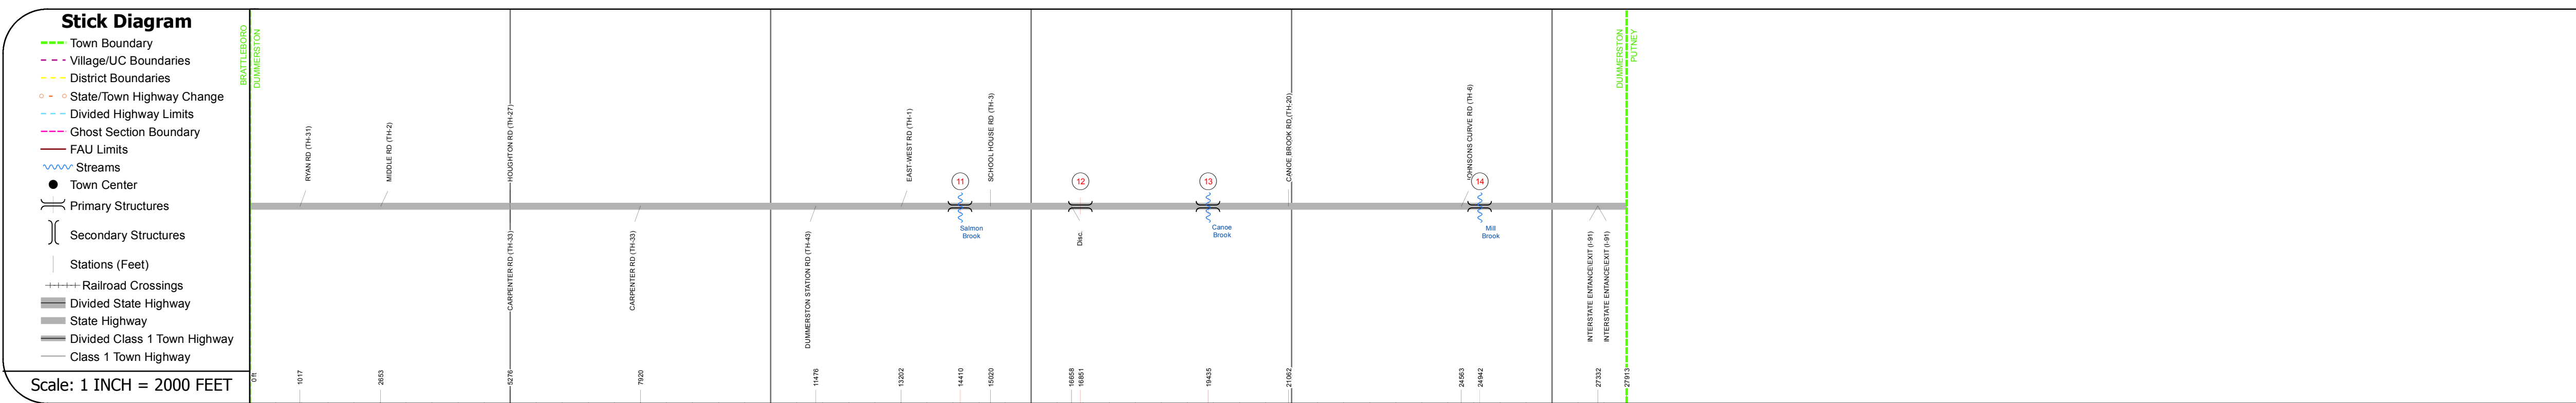 Stick Diagram
Town Boundary
Village/UC Boundaries
District Boundaries
State/Town Highway Change
Divided Highway Limits
Ghost Section Boundary
FAU Limits
Streams
Town Center
Primary Structures
Secondary Structures
Stations (Feet)
Railroad Crossings
Divided State Highway
State Highway
Divided Class 1 Town Highway
Class 1 Town Highway
Scale: 1 INCH = 2000 FEET
BRATTLEBORO
DUMMERSTON
RYAN RD (TH-31)
MIDDLE RD (TH-2)
HOUGHTON RD (TH-27)
EAST-WEST RD (TH-1)
SCHOOL HOUSE RD (TH-3)
CANOE BROOK RD (TH-20)
JOHNSONS CURVE RD (TH-6)
DUMMERSTON
PUTNEY
11
12
13
14
CARPENTER RD (TH-33)
CARPENTER RD (TH-33)
DUMMERSTON STATION RD (TH-43)
Salmon
Brook
Disc.
Canoe
Brook
Mill
Brook
INTERSTATE ENTANCE\EXIT (I-91)
INTERSTATE ENTANCE\EXIT (I-91)
0 ft
1017
2653
5276
7920
11476
13202
14410
15020
16658
16851
19435
21062
24563
24942
27332
27913